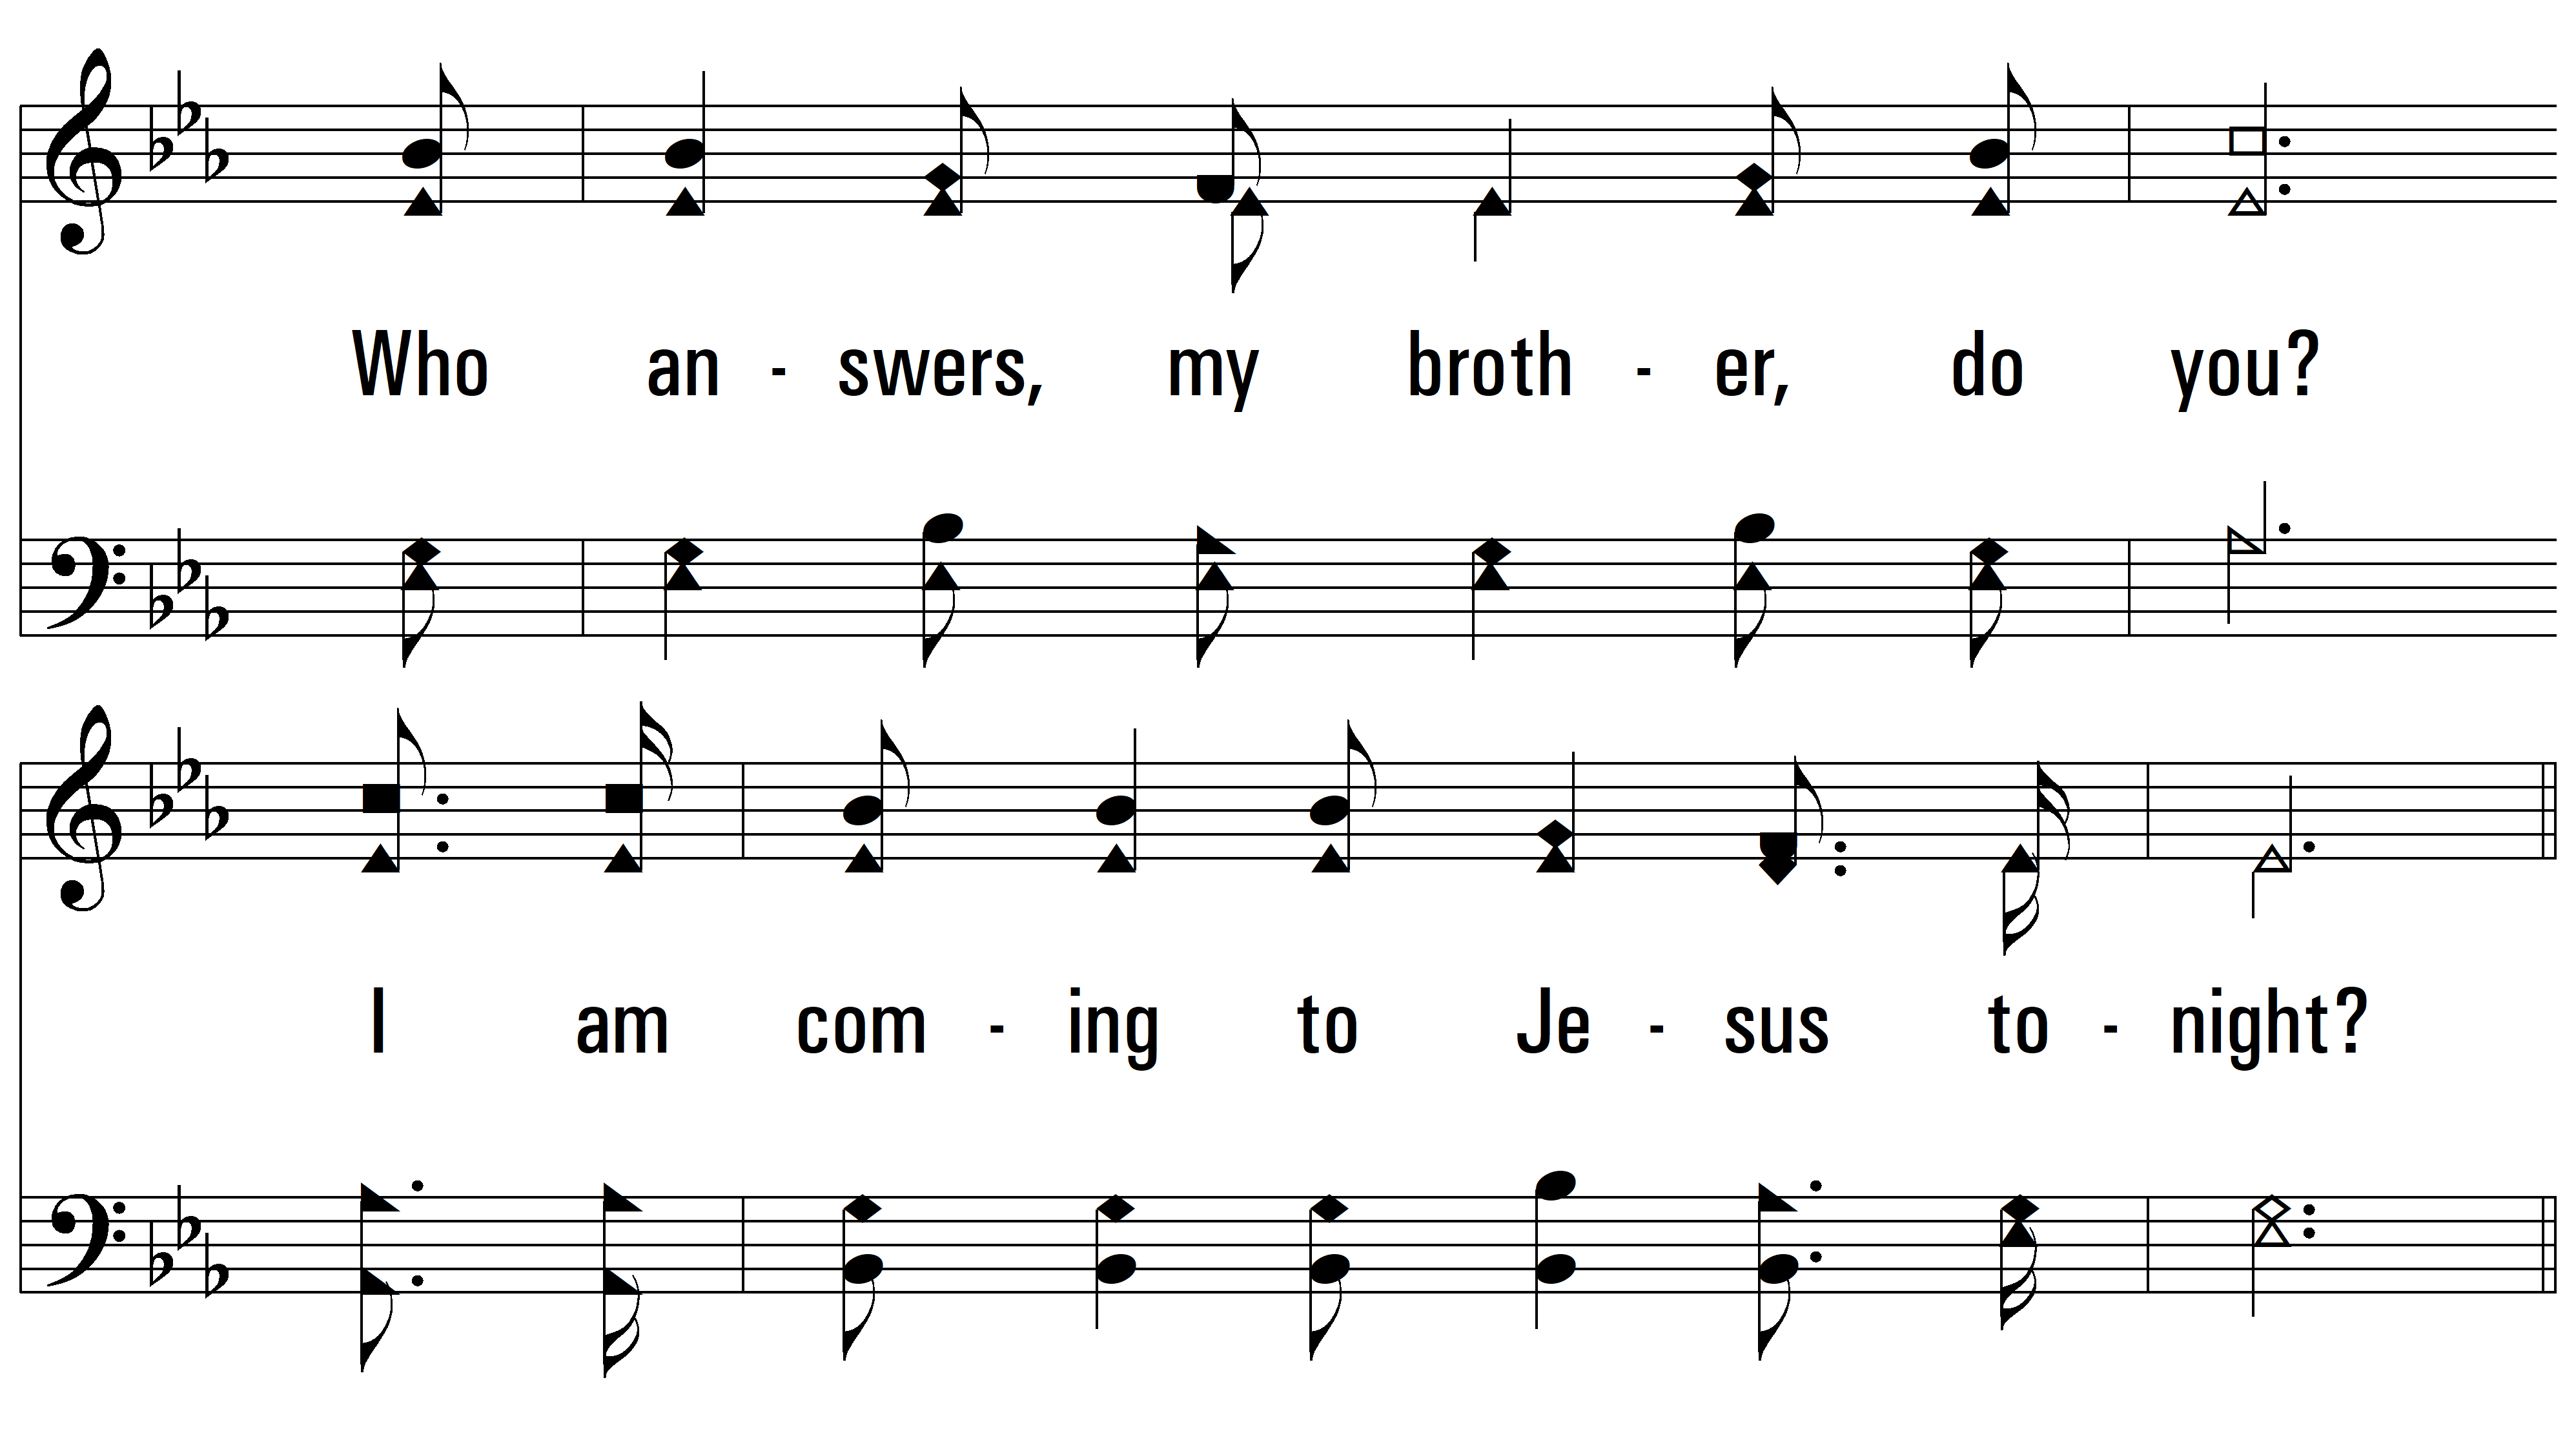 Who an - swers, my broth - er, do you?
I am com - ing to Je - sus to - night?